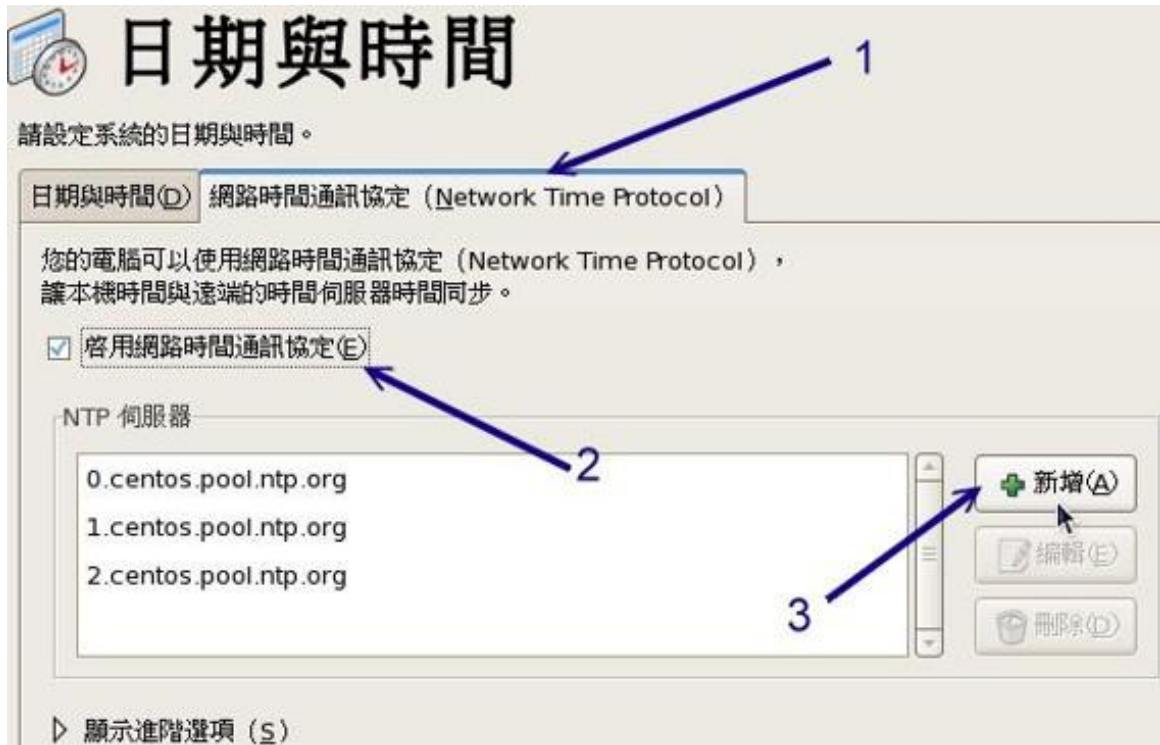 日期與時間
1
請設定系統的日期與時間。
日期與時間(D) 網路時間通訊協定（Network Time Protocol）
您的電腦可以使用網路時間通訊協定（Network Time Protocol），
讓本機時間與遠端的時間伺服器時間同步。
啓用網路時間通訊協定(E)
2
NTP 伺服器
0.centos.pool.ntp.org
1.centos.pool.ntp.org
2.centos.pool.ntp.org
新增(A)
編輯(E)
刪除(D)
3
顯示進階選項（S）